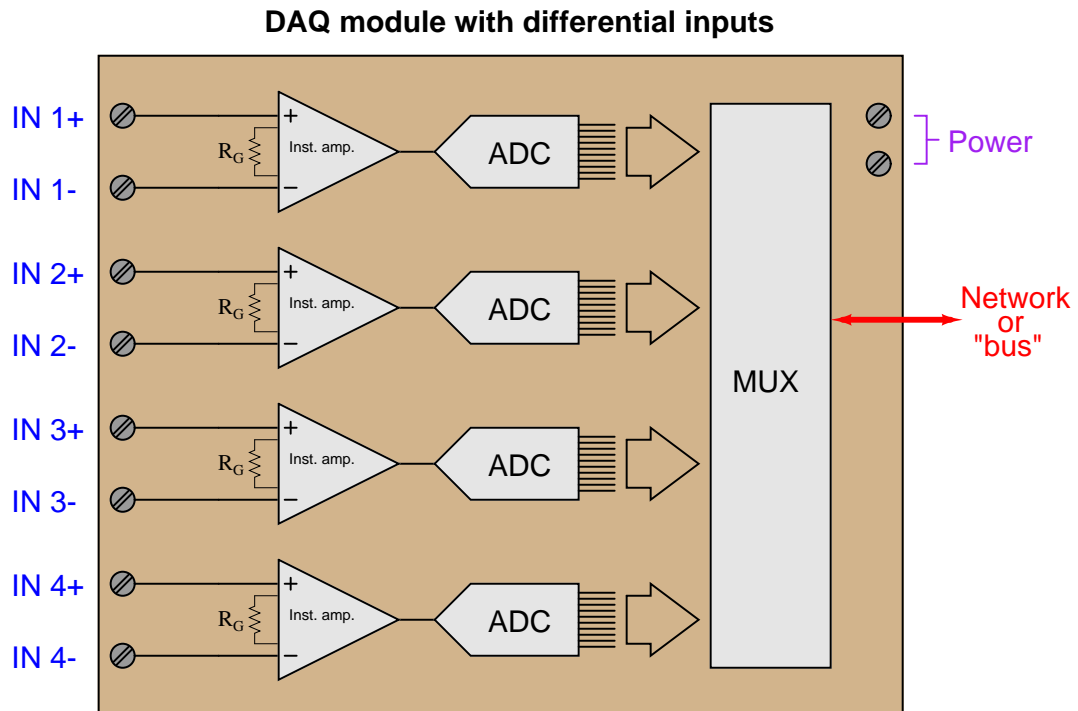 DAQ module with differential inputs
IN 1+
IN 1-
RG
+
Inst. amp.
−
ADC
Power
IN 2+
IN 2-
RG
+
Inst. amp.
−
ADC
MUX
Network
or
"bus"
IN 3+
IN 3-
RG
+
Inst. amp.
−
ADC
IN 4+
IN 4-
RG
+
Inst. amp.
−
ADC